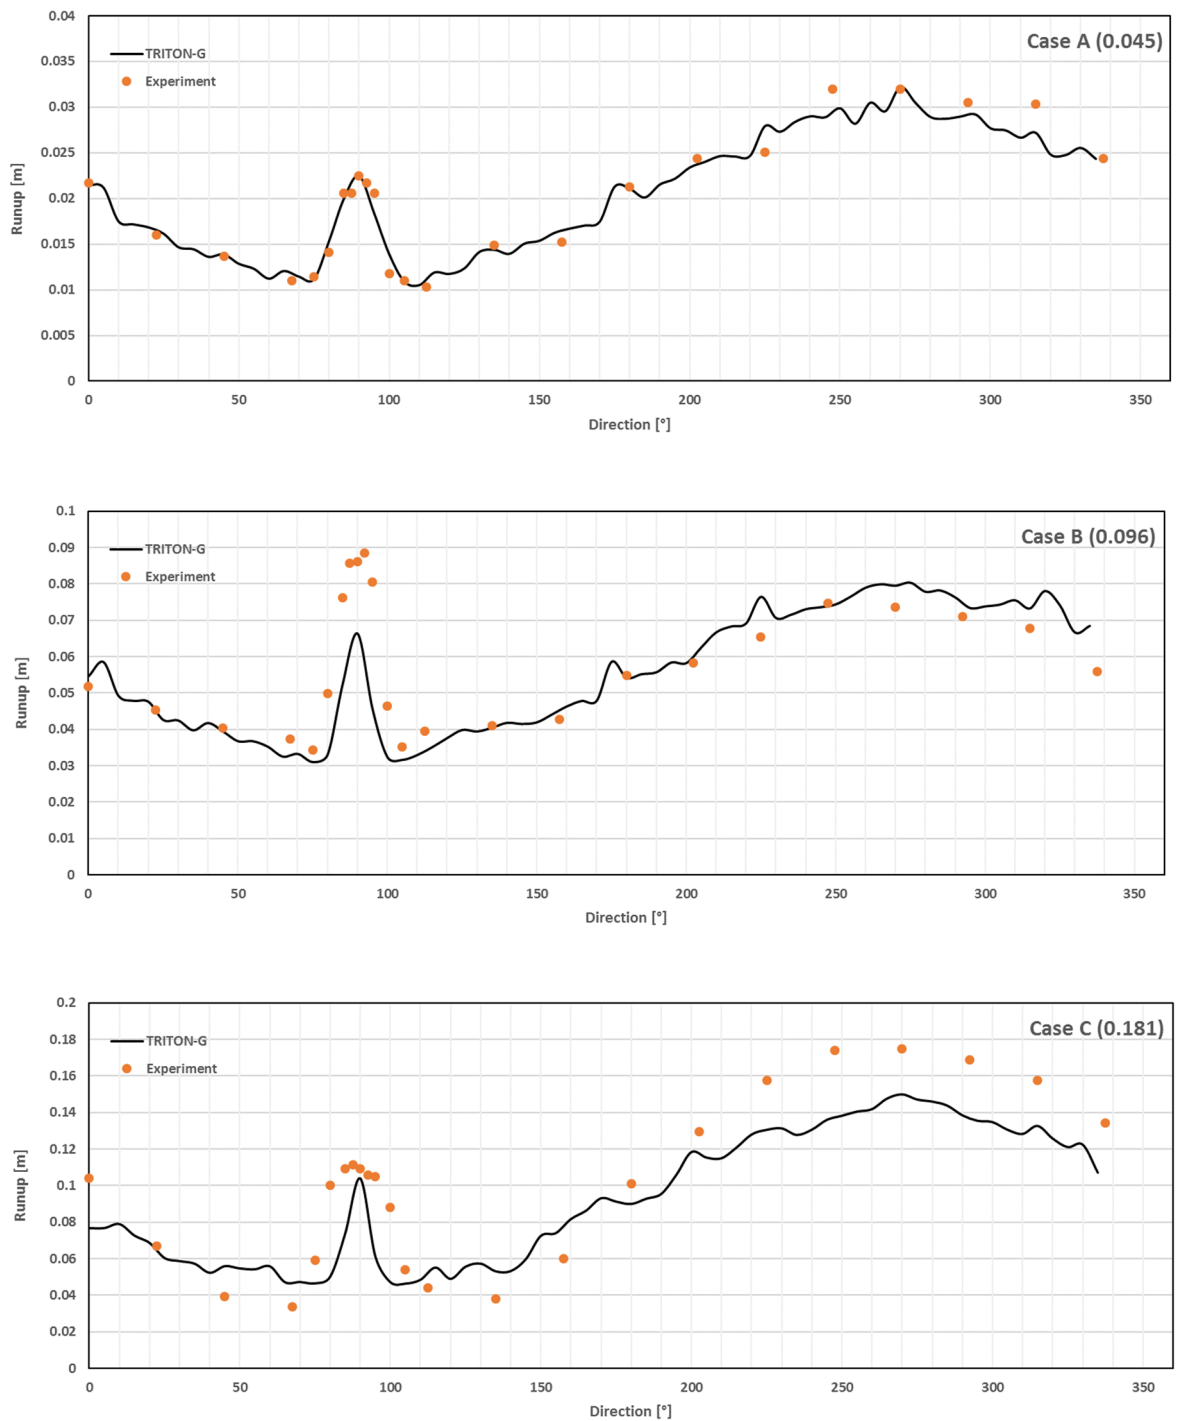 0.04
Case A (0.045)
TRITON-G
0.035
Experiment
0.03
0.025
Runup [m]
0.02
0.015
0.01
0.005
0
0 50 100 150 200 250 300 350
Direction [°]
0.1
Case B (0.096)
TRITON-G
0.09
Experiment
0.08
0.07
0.06
Runup [m]
0.05
0.04
0.03
0.02
0.01
0
0 50 100 150 200 250 300 350
Direction [°]
0.2
Case C (0.181)
TRITON-G
0.18
Experiment
0.16
0.14
0.12
Runup [m]
0.1
0.08
0.06
0.04
0.02
0
0 50 100 150 200 250 300 350
Direction [°]